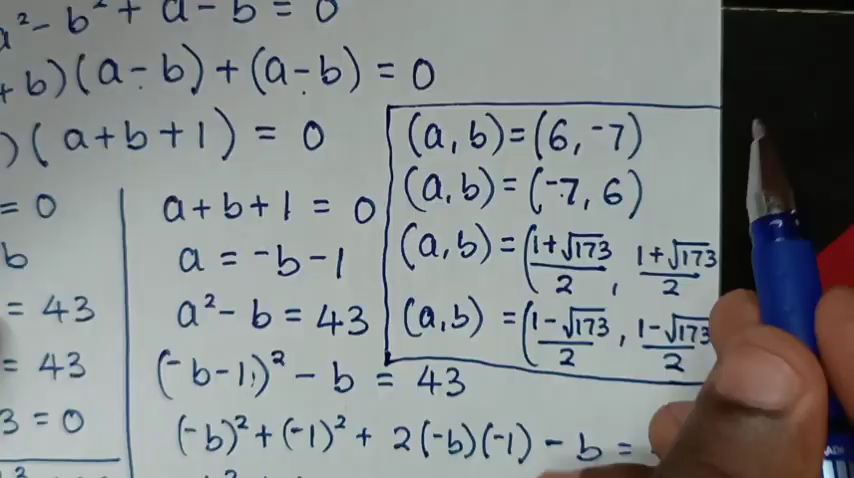 a² - b² + a - b = 0
+ b)(a - b) + (a - b) = 0
)(a + b + 1) = 0
= 0
b
= 43
= 43
3 = 0
a + b + 1 = 0
a = -b - 1
a² - b = 43
(-b - 1)² - b = 43
(-b)² + (-1)² + 2(-b)(-1) - b =
(a, b) = (6, -7)
(a, b) = (-7, 6)
(a, b) = ((1+√173)/2, (1+√173)/2
(a, b) = ((1-√173)/2, (1-√173)/2